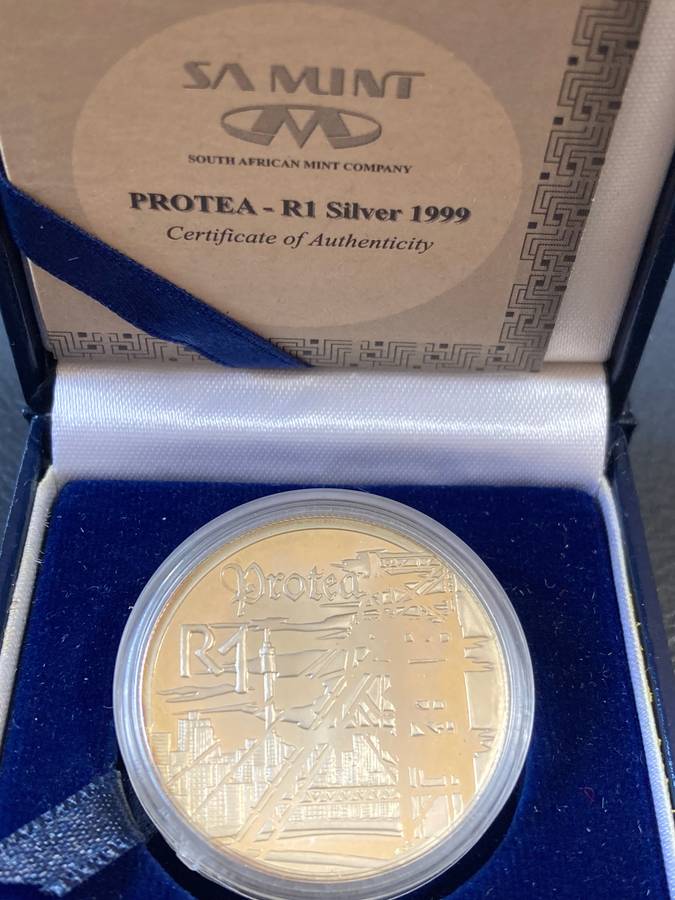 SA MINT
SOUTH AFRICAN MINT COMPANY
PROTEA - R1 Silver 1999
Certificate of Authenticity
Protea
R1